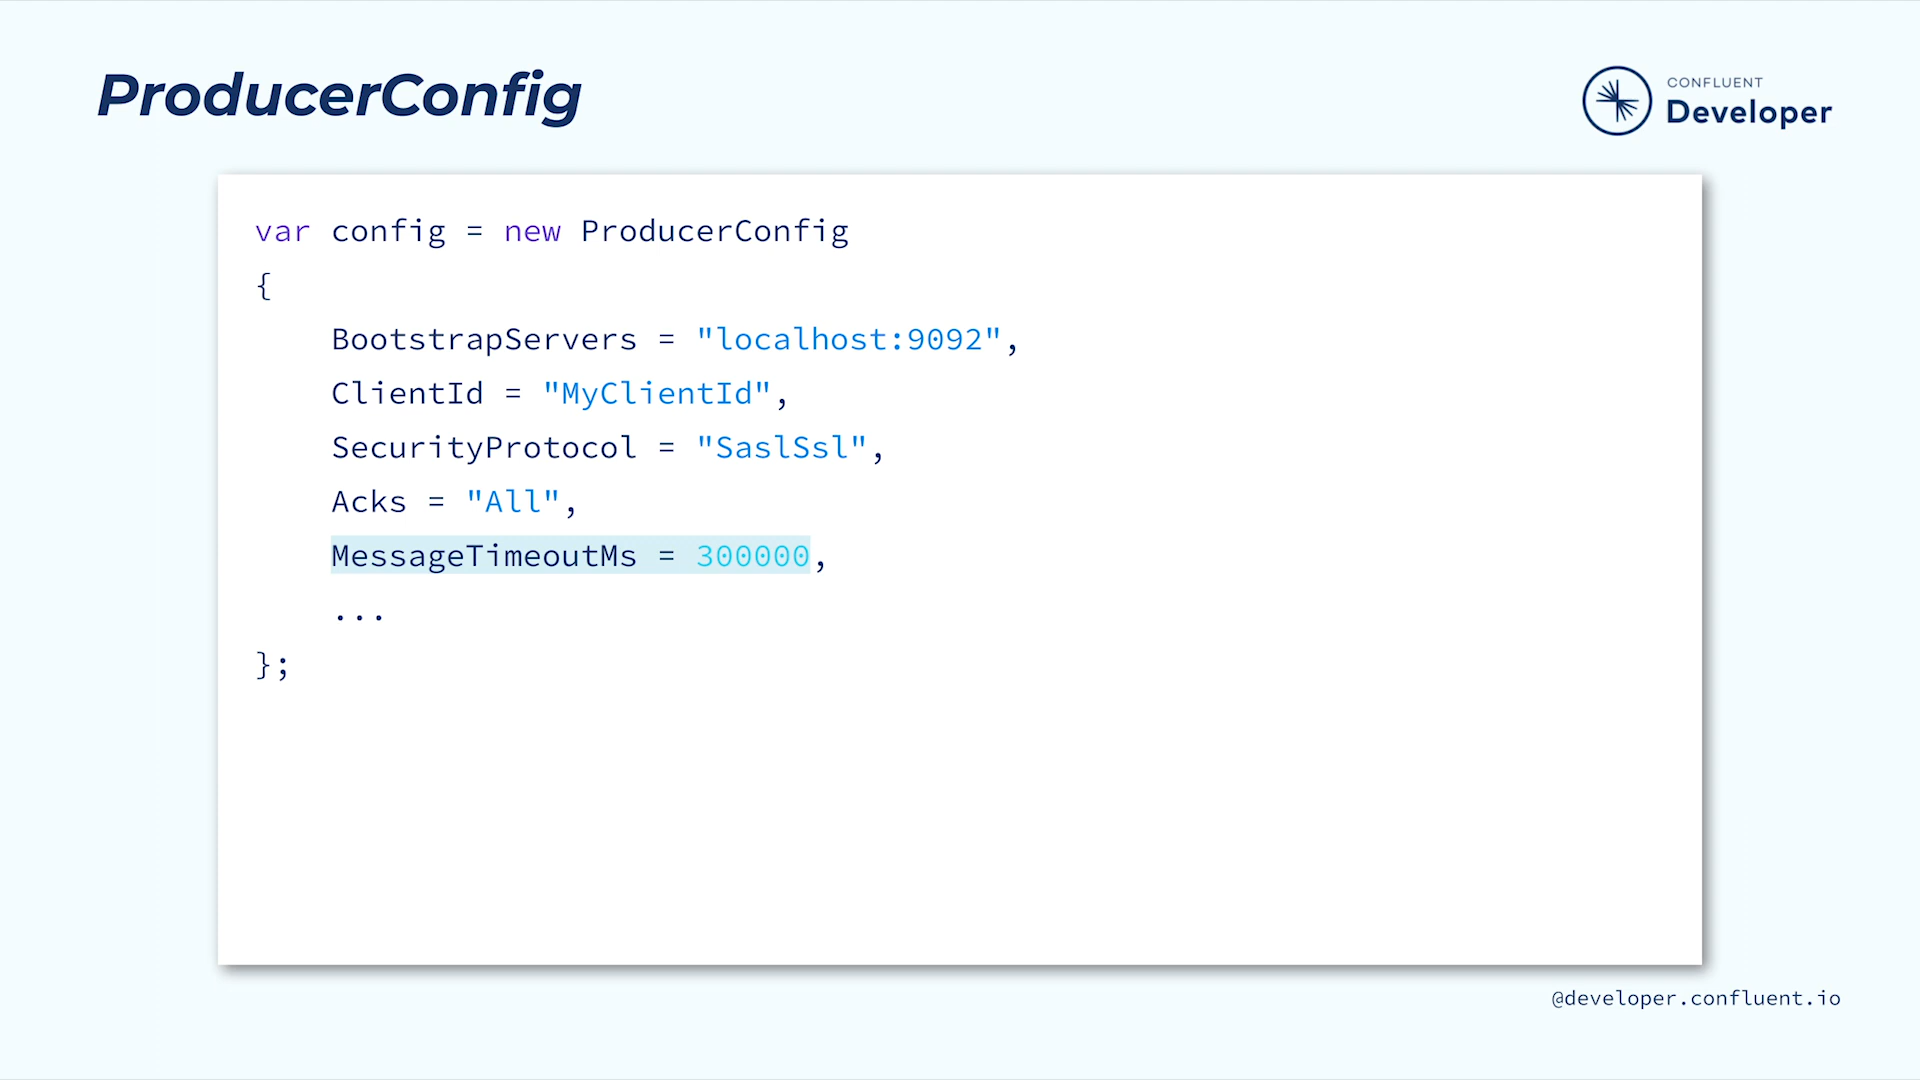 ProducerConfig
CONFLUENT
Developer
var config = new ProducerConfig
{
    BootstrapServers = "localhost:9092",
    ClientId = "MyClientId",
    SecurityProtocol = "SaslSsl",
    Acks = "All",
    MessageTimeoutMs = 300000,
    ...
};
@developer.confluent.io